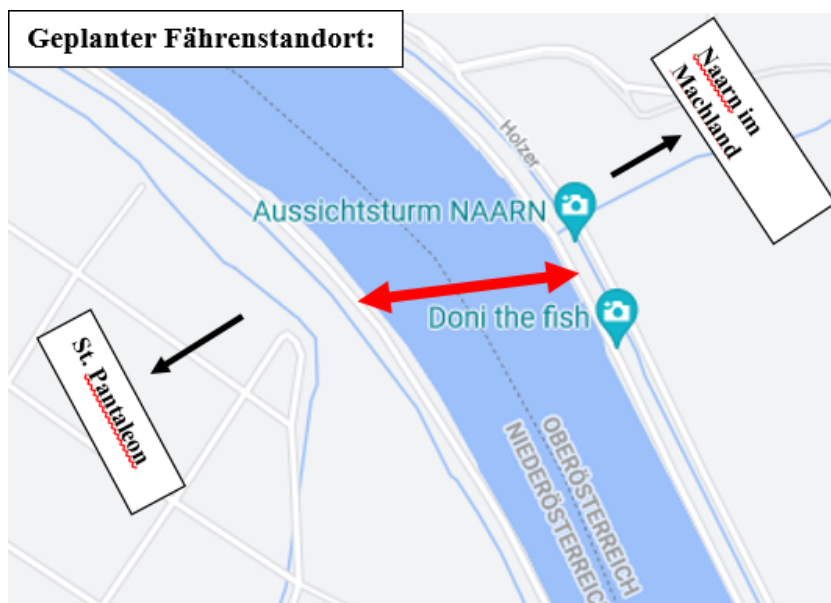 Geplanter Fährenstandort:
Naarn im
Machland
Holzer
Aussichtsturm NAARN
Doni the fish
St. Pantaleon
OBERÖSTERREICH
NIEDERÖSTERREICH